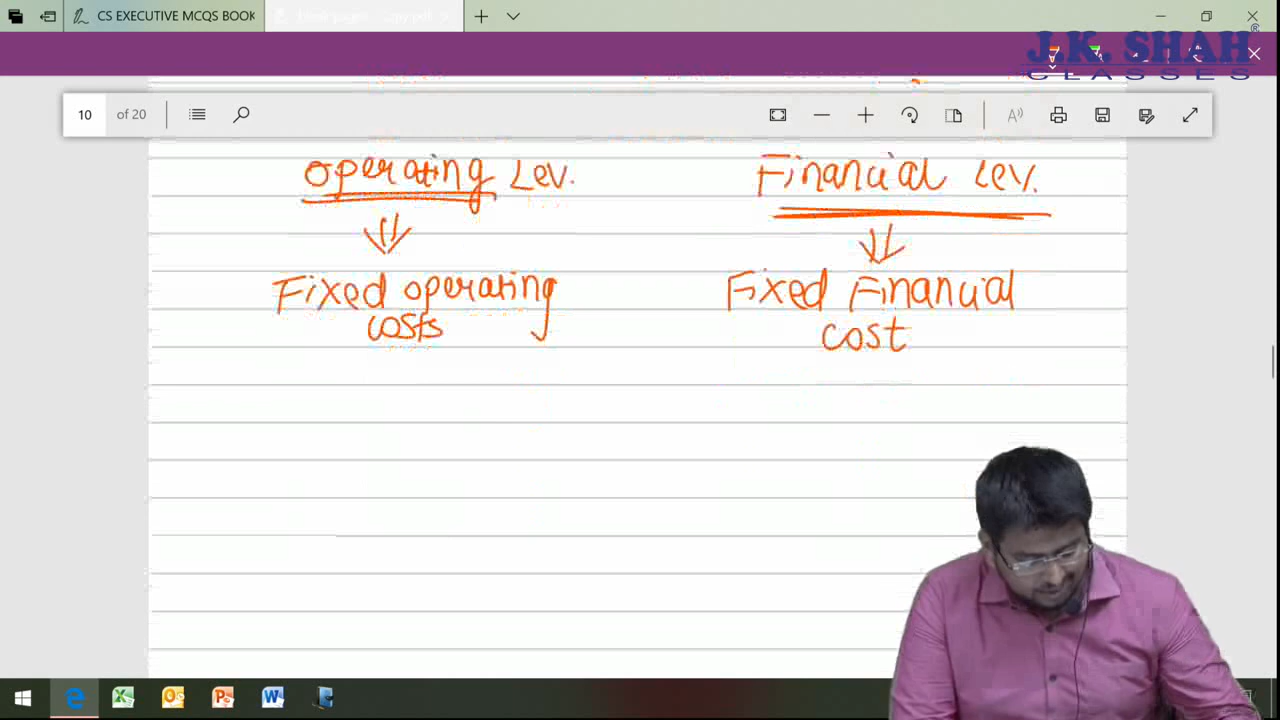 CS EXECUTIVE MCQS BOOK
J.K. SHAH®
CLASSES
10 of 20
Operating Lev.
Financial Lev.
Fixed operating
costs
Fixed Financial
cost